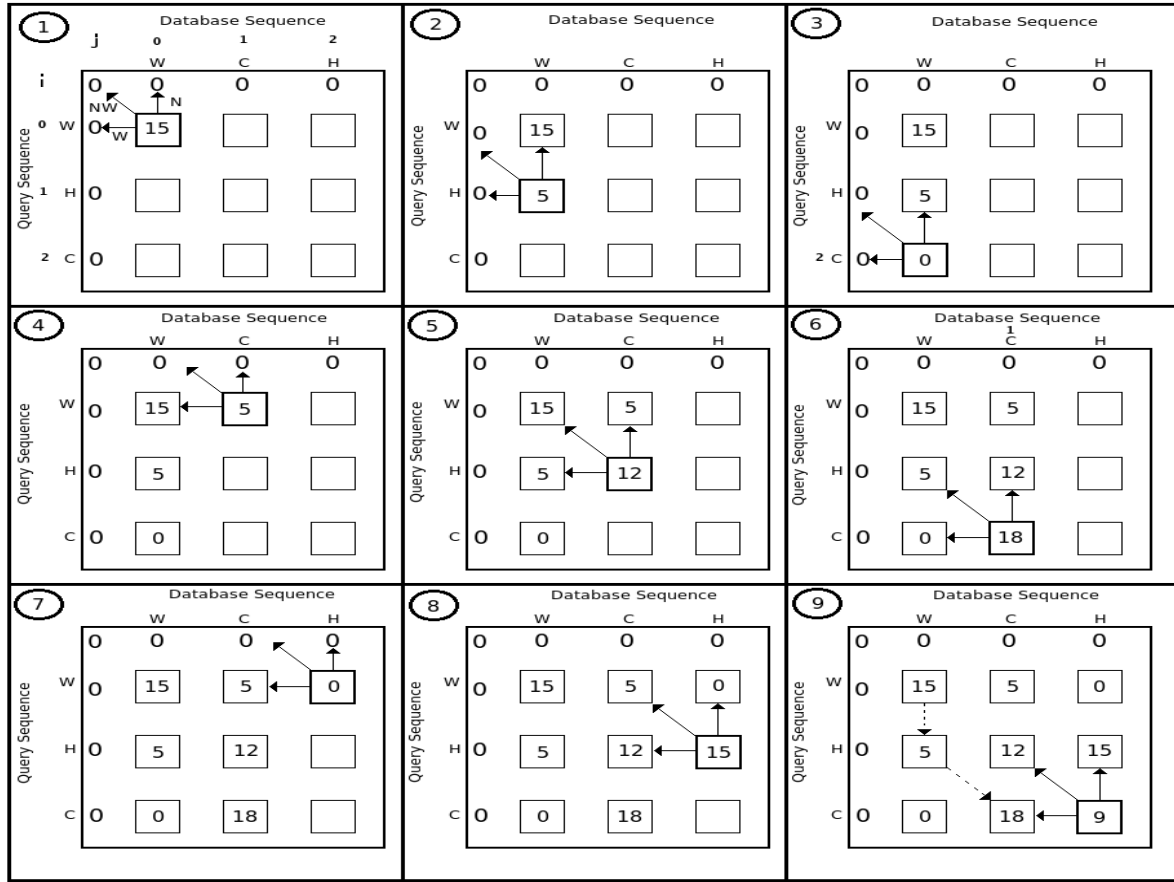 1
Database Sequence
j 0 1 2
W C H
i 0 0 0 0
NW N
0 W 0 W 15
1 H 0
2 C 0
Query Sequence
2
Database Sequence
W C H
0 0 0 0
W 0 15
H 0 5
C 0
Query Sequence
3
Database Sequence
W C H
0 0 0 0
W 0 15
H 0 5
2 C 0 0
Query Sequence
4
Database Sequence
W C H
0 0 0 0
W 0 15 5
H 0 5
C 0 0
Query Sequence
5
Database Sequence
W C H
0 0 0 0
W 0 15 5
H 0 5 12
C 0 0
Query Sequence
6
Database Sequence
1
W C H
0 0 0 0
W 0 15 5
H 0 5 12
C 0 0 18
Query Sequence
7
Database Sequence
W C H
0 0 0 0
W 0 15 5 0
H 0 5 12
C 0 0 18
Query Sequence
8
Database Sequence
W C H
0 0 0 0
W 0 15 5 0
H 0 5 12 15
C 0 0 18
Query Sequence
9
Database Sequence
W C H
0 0 0 0
W 0 15 5 0
H 0 5 12 15
C 0 0 18 9
Query Sequence